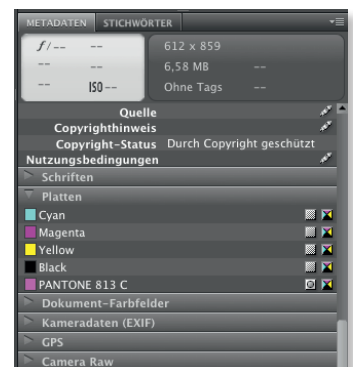 METADATEN STICHWÖRTER
f/-- --
-- --
-- ISO --
612 x 859
6,58 MB --
Ohne Tags --
Quelle
Copyrighthinweis
Copyright-Status Durch Copyright geschützt
Nutzungsbedingungen
Schriften
Platten
Cyan
Magenta
Yellow
Black
PANTONE 813 C
Dokument-Farbfelder
Kameradaten (EXIF)
GPS
Camera Raw